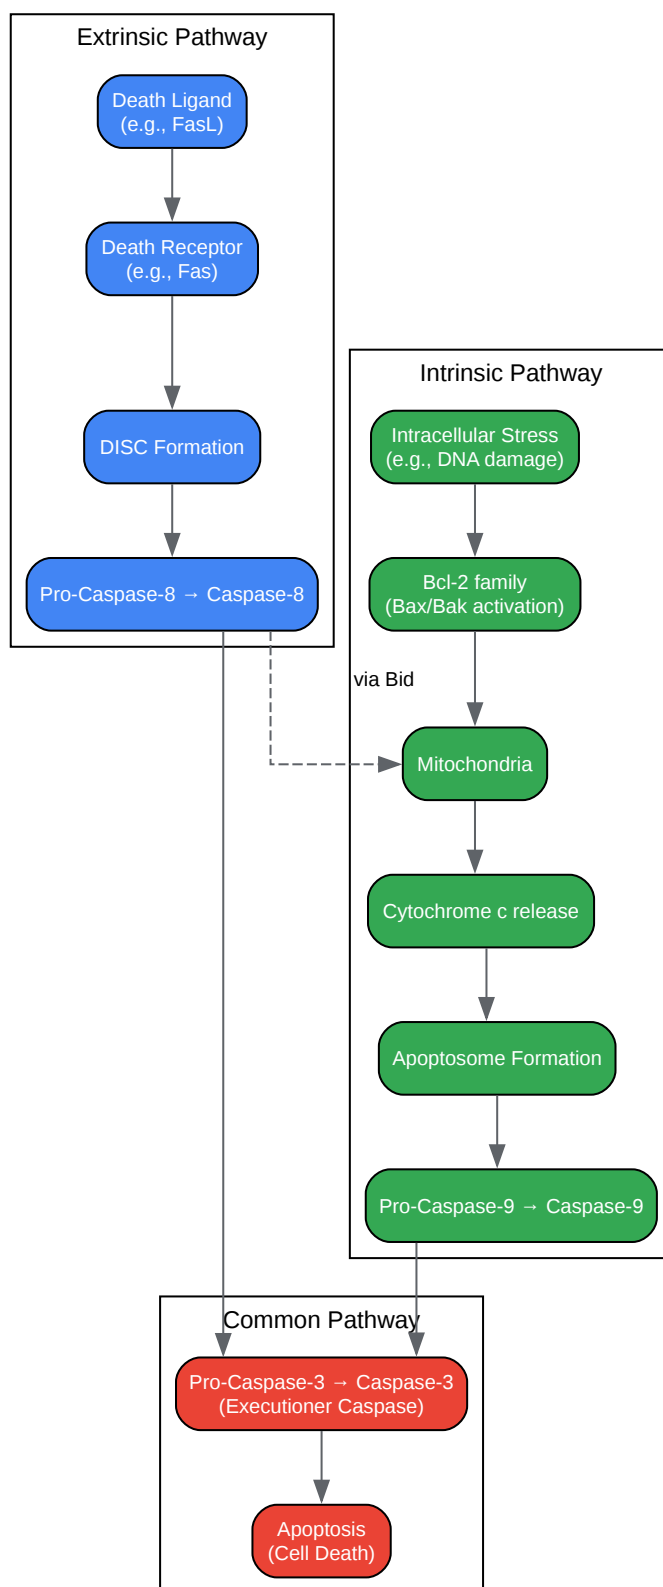 Extrinsic Pathway
Death Ligand
(e.g., FasL)
Death Receptor
(e.g., Fas)
DISC Formation
Pro-Caspase-8 → Caspase-8
Intrinsic Pathway
Intracellular Stress
(e.g., DNA damage)
Bcl-2 family
(Bax/Bak activation)
via Bid
Mitochondria
Cytochrome c release
Apoptosome Formation
Pro-Caspase-9 → Caspase-9
Common Pathway
Pro-Caspase-3 → Caspase-3
(Executioner Caspase)
Apoptosis
(Cell Death)